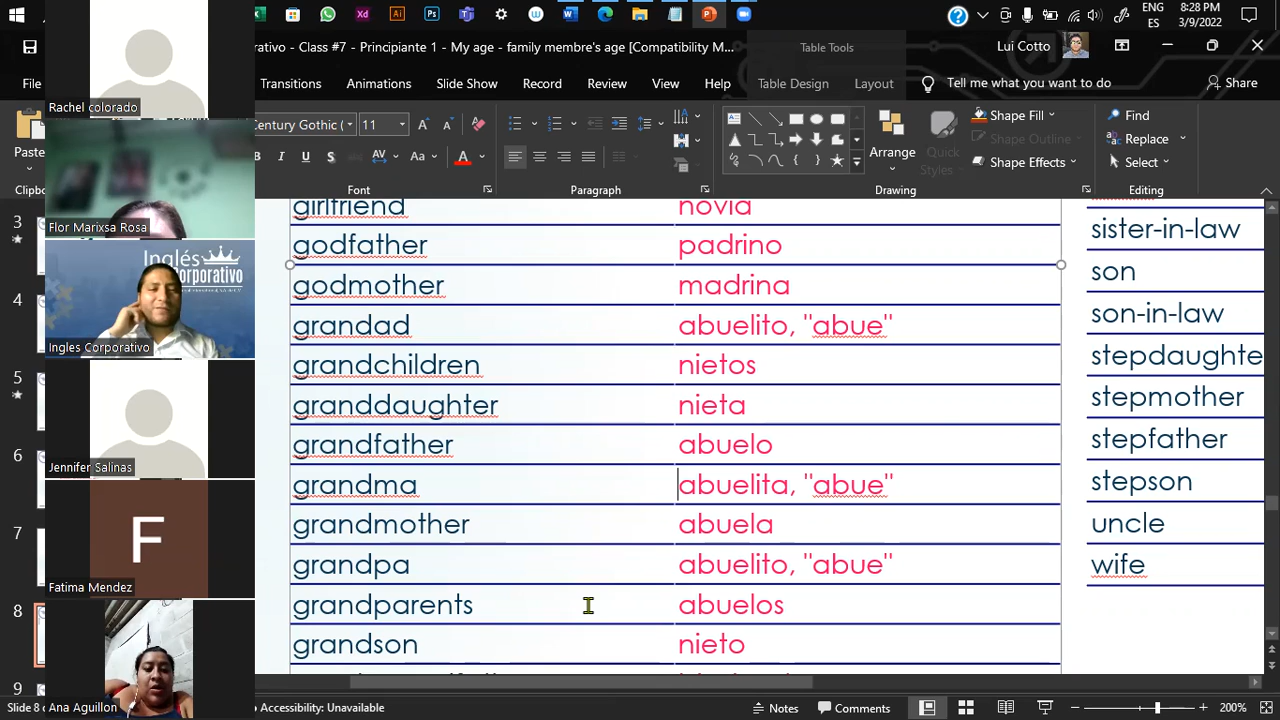 ENG
ES
8:28 PM
3/9/2022
orativo - Class #7 - Principiante 1 - My age - family membre's age [Compatibility M...
Table Tools
Lui Cotto
File
Transitions
Animations
Slide Show
Record
Review
View
Help
Table Design
Layout
Tell me what you want to do
Share
Century Gothic (
11
Aa
Shape Fill
Shape Outline
Shape Effects
Arrange
Quick
Styles
Find
Replace
Select
Clipbo
Font
Paragraph
Drawing
Editing
Rachel colorado
Flor Marixsa Rosa
Inglés
Corporativo
Ingles Corporativo
Jennifer Salinas
F
Fatima Mendez
Ana Aguillon
3
4
5
6
7
8
9
girlfriend novia
godfather padrino
godmother madrina
grandad abuelito, "abue"
grandchildren nietos
granddaughter nieta
grandfather abuelo
grandma abuelita, "abue"
grandmother abuela
grandpa abuelito, "abue"
grandparents abuelos
grandson nieto
sister-in-law
son
son-in-law
stepdaughte
stepmother
stepfather
stepson
uncle
wife
Slide 8 o
Accessibility: Unavailable
Notes
Comments
200%